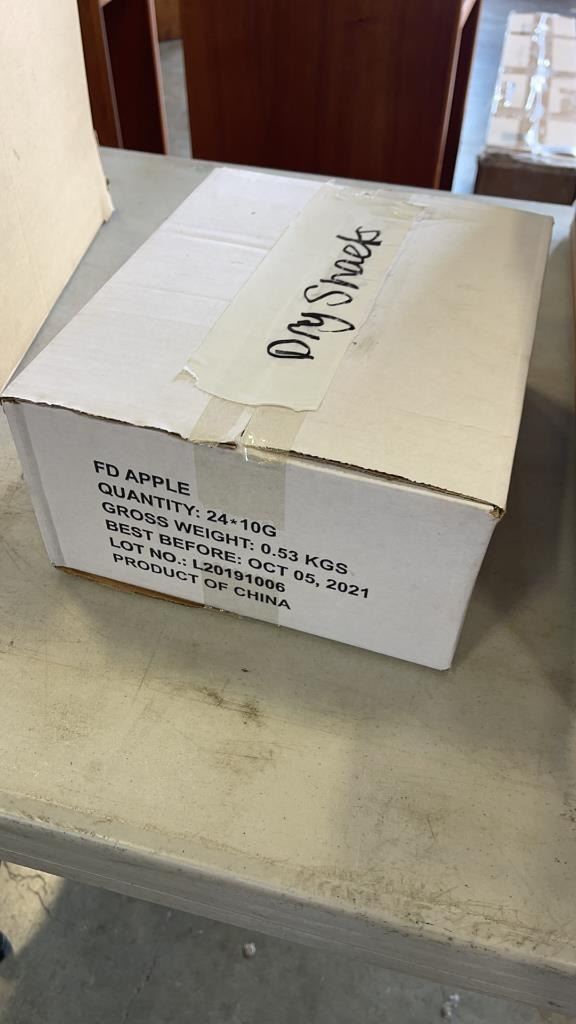 Dry Snacks
FD APPLE
QUANTITY: 24*10G
GROSS WEIGHT: 0.53 KGS
BEST BEFORE: OCT 05, 2021
LOT NO.: L20191006
PRODUCT OF CHINA